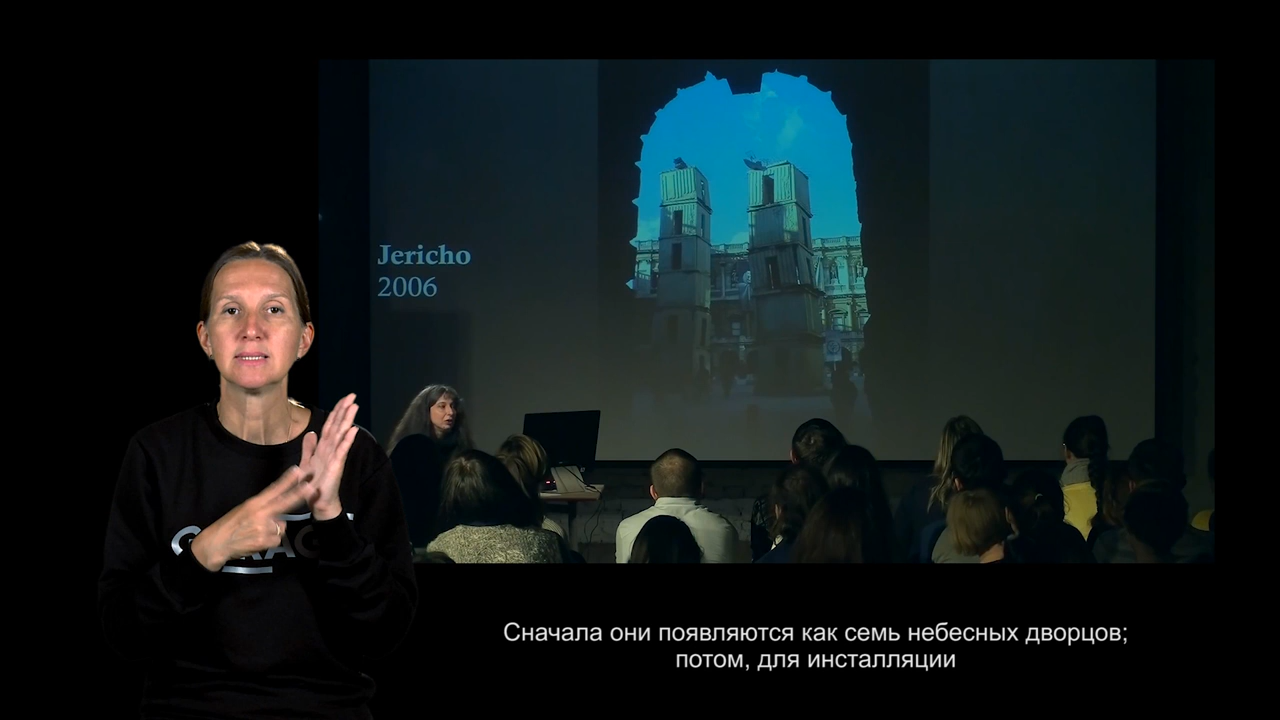 Jericho
2006
Сначала они появляются как семь небесных дворцов;
потом, для инсталляции